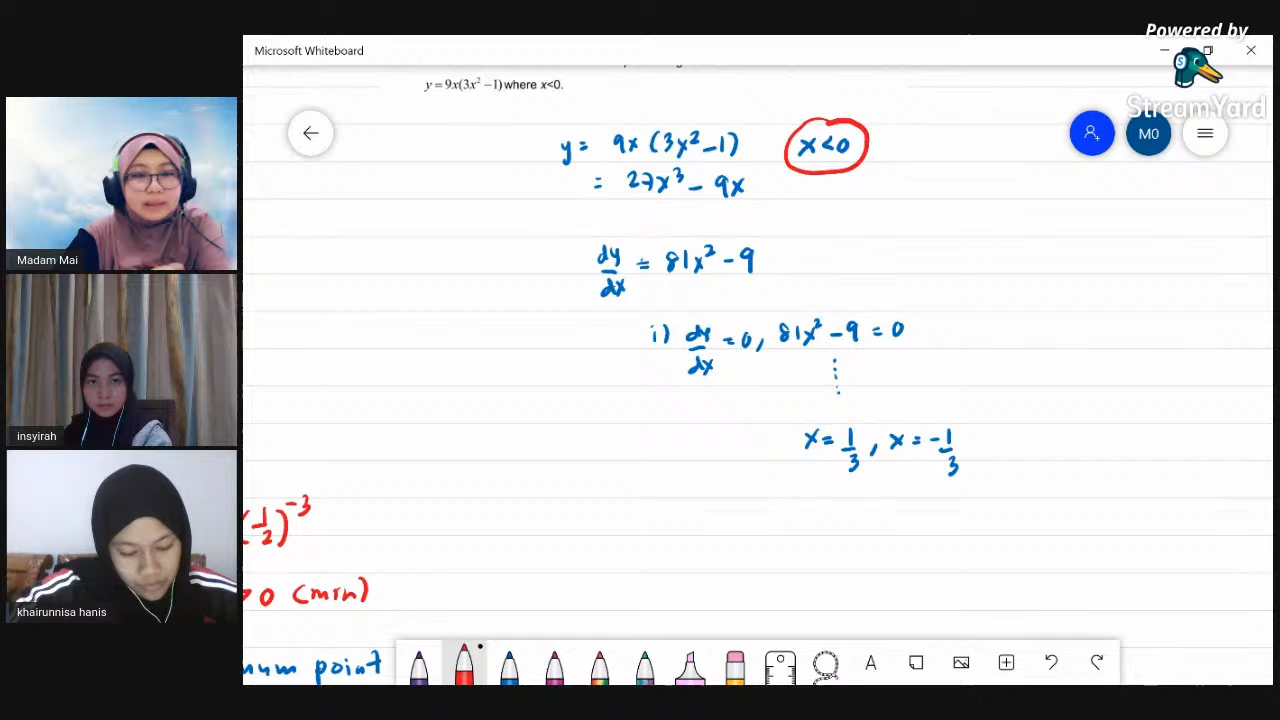 Powered by
StreamYard
Microsoft Whiteboard
y = 9x(3x² − 1) where x<0.
M0
y = 9x (3x² − 1) x < 0
= 27x³ − 9x
dy/dx = 81x² − 9
i) dy/dx = 0, 81x² − 9 = 0
⋮
x = 1/3, x = −1/3
Madam Mai
insyirah
khairunnisa hanis
(1/2)⁻³
> 0 (min)
num point
A